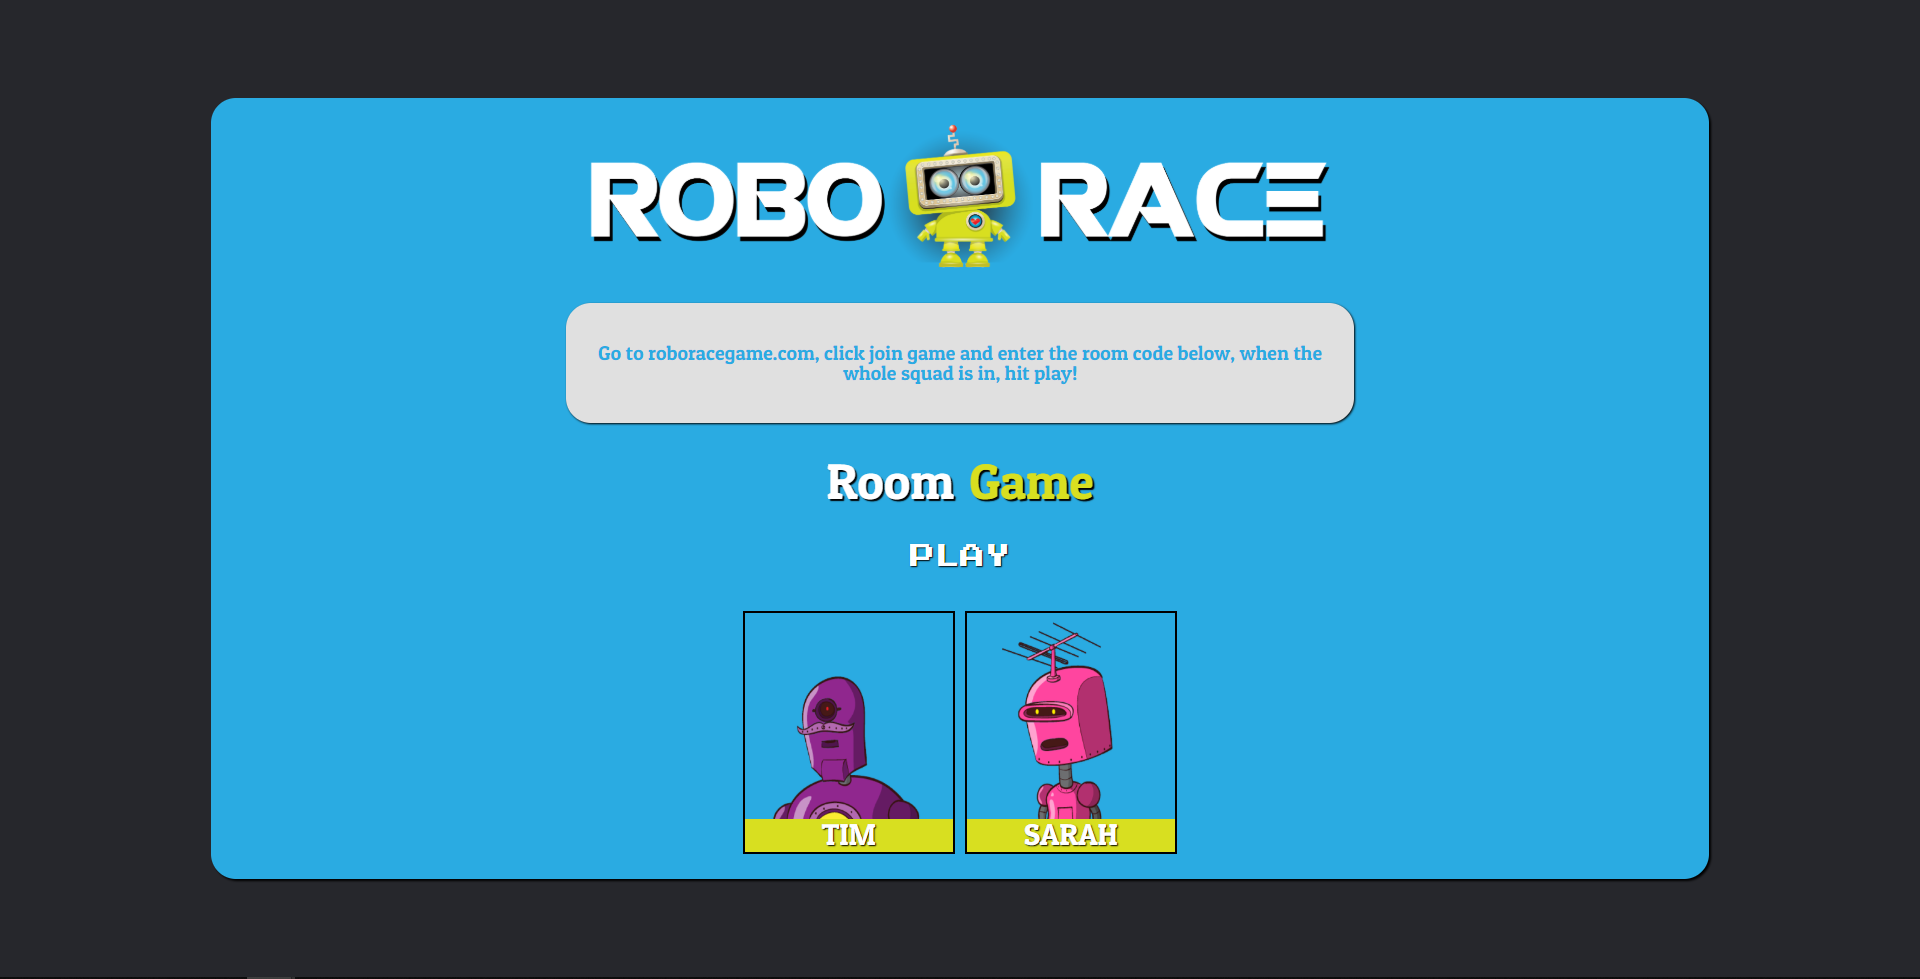 ROBO RACE
Go to roboracegame.com, click join game and enter the room code below, when the
whole squad is in, hit play!
Room Game
PLAY
TIM SARAH